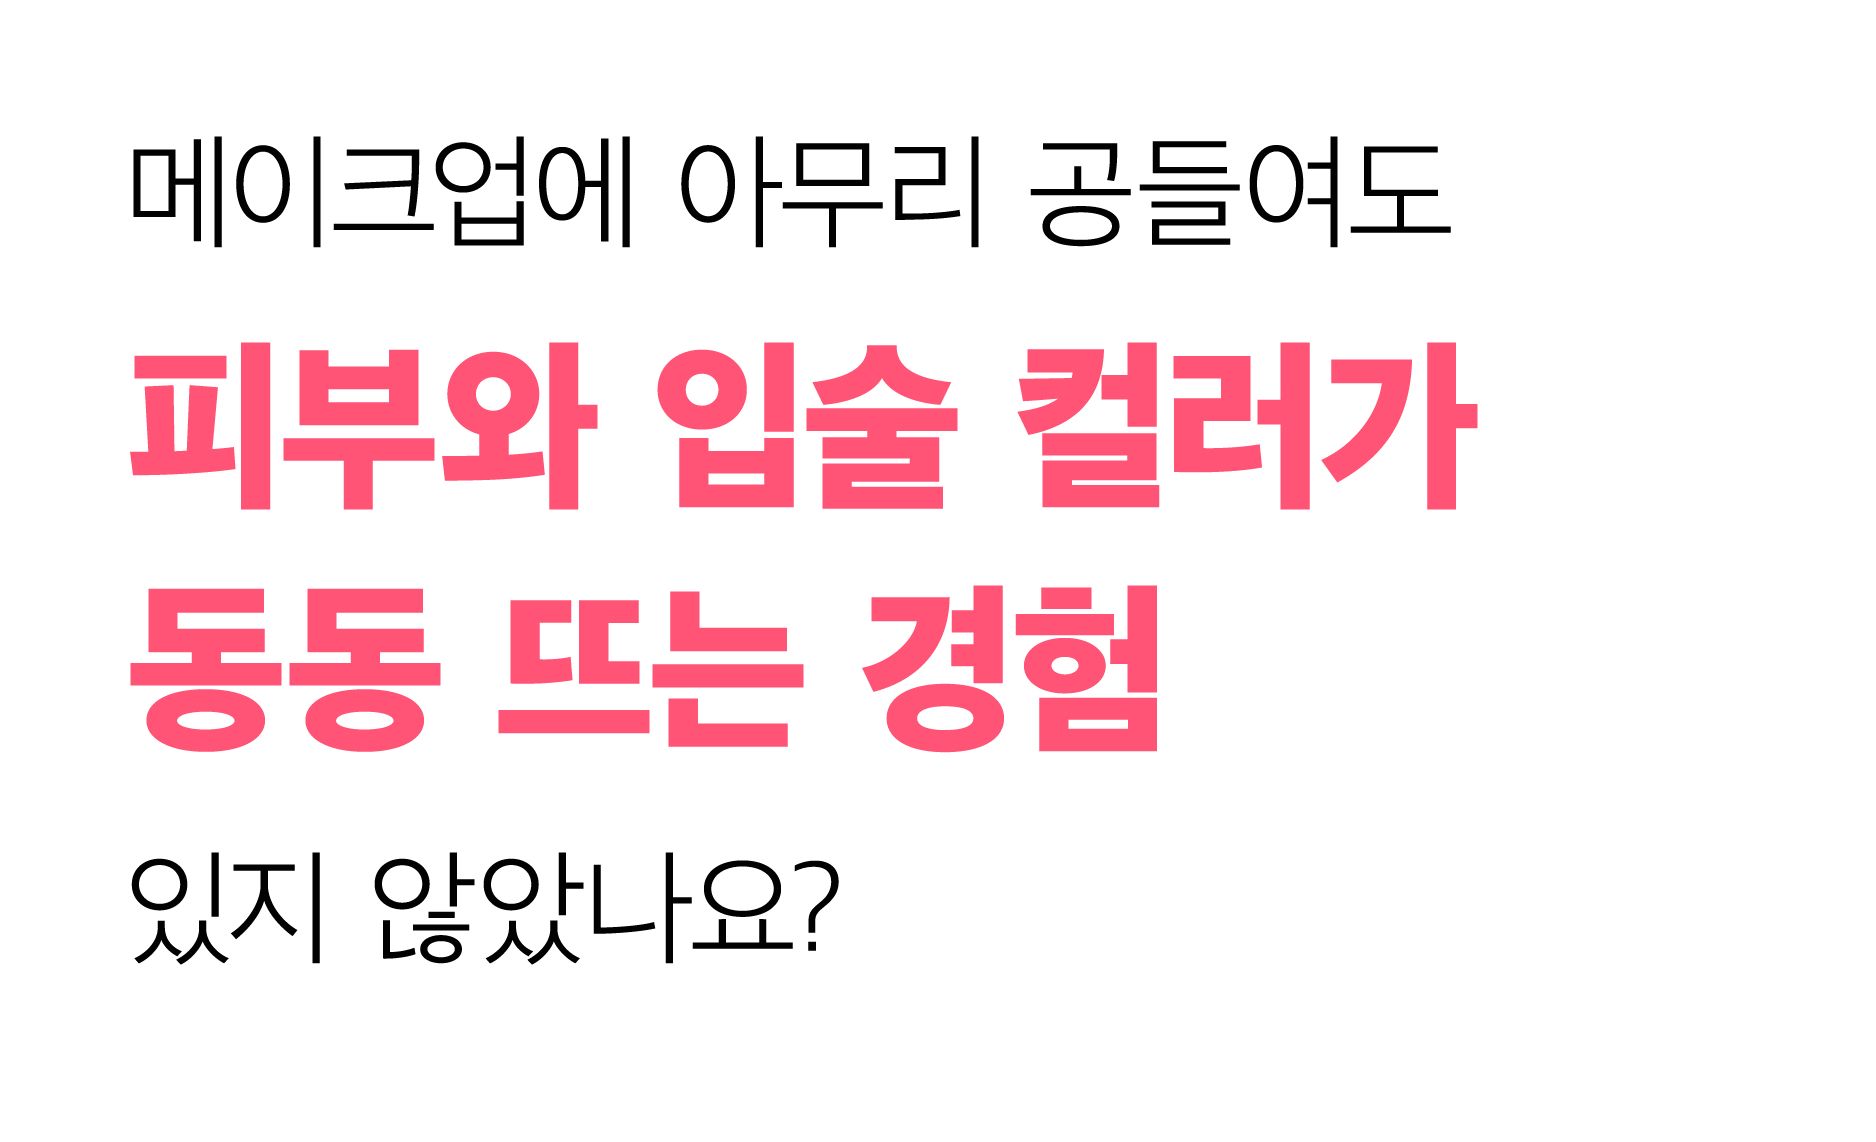 메이크업에 아무리 공들여도
피부와 입술 컬러가
동동 뜨는 경험
있지 않았나요?